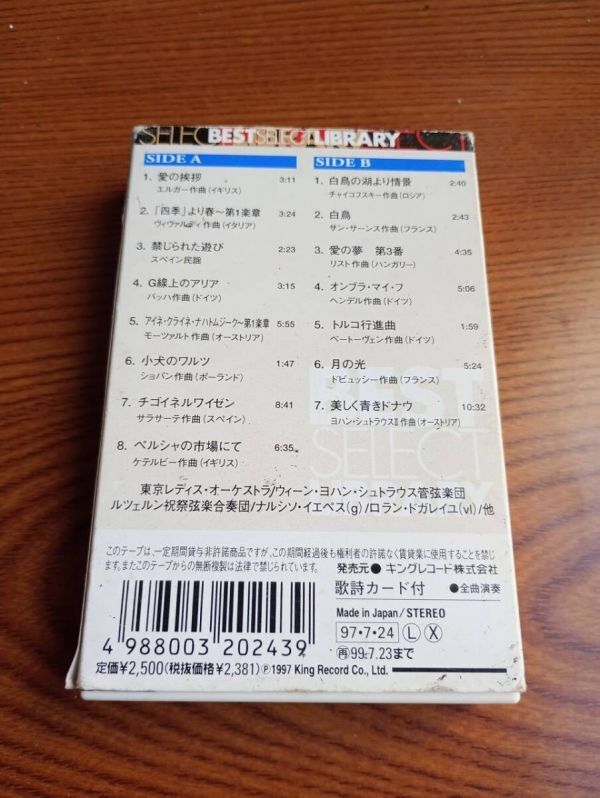 BEST SELECT LIBRARY
SIDE A
1. 愛の挨拶 3:11
エルガー作曲(イギリス)
2. 「四季」より春〜第1楽章 3:24
ヴィヴァルディ作曲(イタリア)
3. 禁じられた遊び 2:23
スペイン民謡
4. G線上のアリア 3:15
バッハ作曲(ドイツ)
5. アイネ・クライネ・ナハトムジーク〜第1楽章 5:55
モーツァルト作曲(オーストリア)
6. 小犬のワルツ 1:47
ショパン作曲(ポーランド)
7. チゴイネルワイゼン 8:41
サラサーテ作曲(スペイン)
8. ペルシャの市場にて 6:35
ケテルビー作曲(イギリス)
SIDE B
1. 白鳥の湖より情景 2:40
チャイコフスキー作曲(ロシア)
2. 白鳥 2:43
サン・サーンス作曲(フランス)
3. 愛の夢 第3番 4:35
リスト作曲(ハンガリー)
4. オンブラ・マイ・フ 5:06
ヘンデル作曲(ドイツ)
5. トルコ行進曲 1:59
ベートーヴェン作曲(ドイツ)
6. 月の光 5:24
ドビュッシー作曲(フランス)
7. 美しく青きドナウ 10:32
ヨハン・シュトラウスⅡ作曲(オーストリア)
BEST
SELECT
LIBRARY
東京レディス・オーケストラ/ウィーン・ヨハン・シュトラウス管弦楽団
ルツェルン祝祭弦楽合奏団/ナルシソ・イエペス(g)/ロラン・ドガレイユ(vl)/他
このテープは、一定期間貸与非許諾商品ですが、この期間経過後も権利者の許諾なく賃貸業に使用することを禁じ
ます。またこのテープからの無断複製は法律で禁じられています。
発売元● キングレコード株式会社
歌詩カード付 ●全曲演奏
Made in Japan/STEREO
97・7・24 Ⓛ Ⓧ
再99.7.23まで
4 988003 202439
定価¥2,500(税抜価格¥2,381)Ⓟ1997 King Record Co., Ltd.